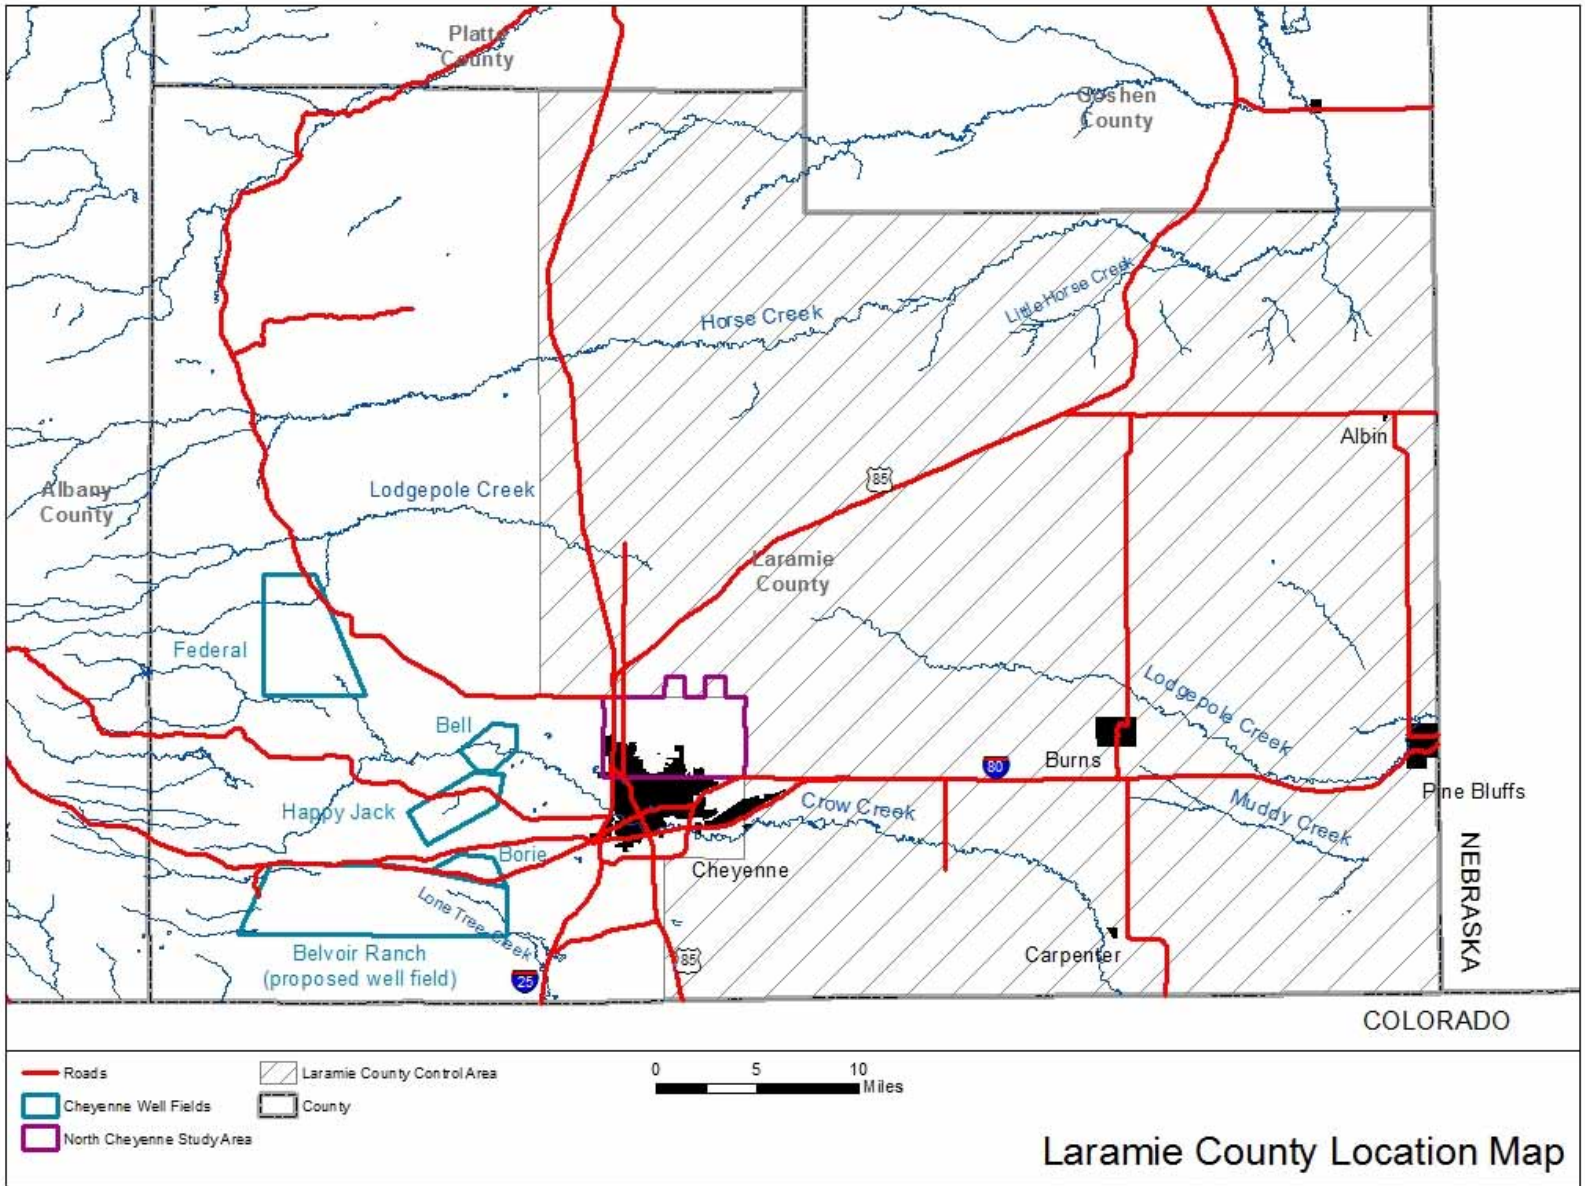 Platte
County
Goshen
County
Horse Creek
Little Horse Creek
Albin
85
Albany
County
Lodgepole Creek
Laramie
County
Federal
Lodgepole Creek
Bell
Burns
80
Pine Bluffs
Happy Jack
Crow Creek
Muddy Creek
Borie
Cheyenne
NEBRASKA
Lone Tree Creek
Belvoir Ranch
(proposed well field)
25
85
Carpenter
COLORADO
Roads
Cheyenne Well Fields
North Cheyenne Study Area
Laramie County Control Area
County
0 5 10
Miles
Laramie County Location Map